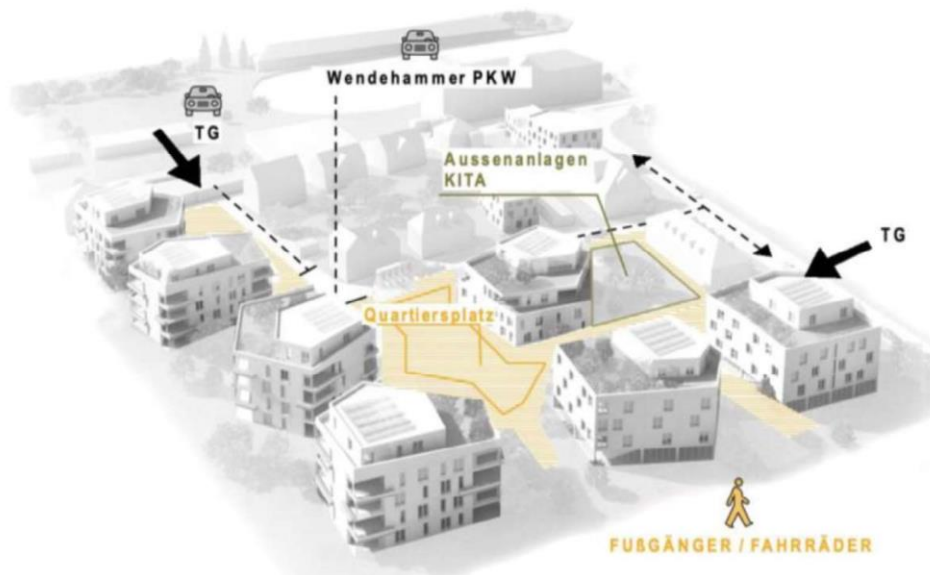 Wendehammer PKW
TG
Aussenanlagen
KITA
TG
Quartiersplatz
FUßGÄNGER / FAHRRÄDER